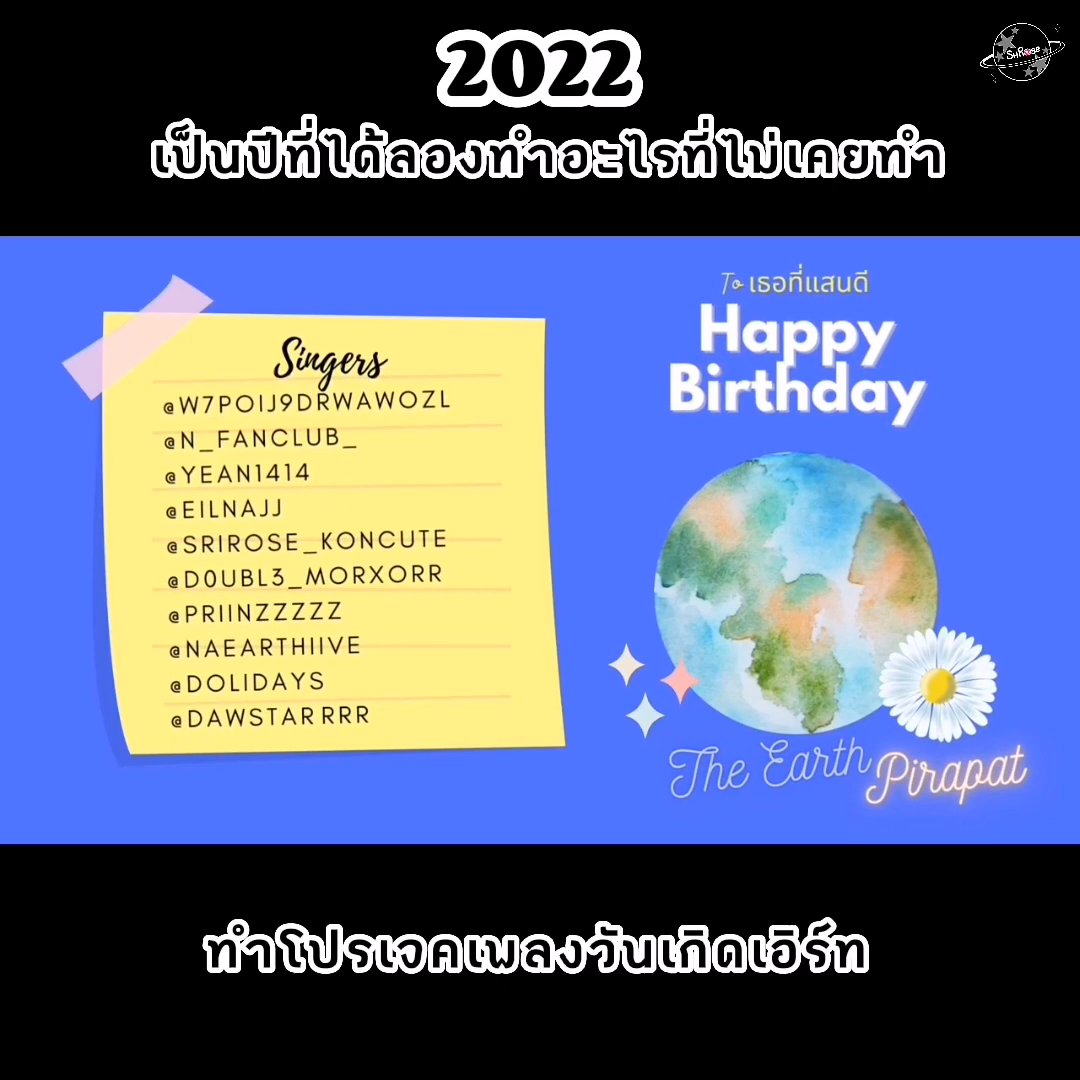 2022
SriRose
เป็นปีที่ได้ลองทำอะไรที่ไม่เคยทำ
Singers
@W7POIJ9DRWAWOZL
@N_FANCLUB_
@YEAN1414
@EILNAJJ
@SRIROSE_KONCUTE
@D0UBL3_MORXORR
@PRIINZZZZZ
@NAEARTHIIVE
@DOLIDAYS
@DAWSTARRRR
To เธอที่แสนดี
Happy
Birthday
The Earth Pirapat
ทำโปรเจคเพลงวันเกิดเอิร์ท